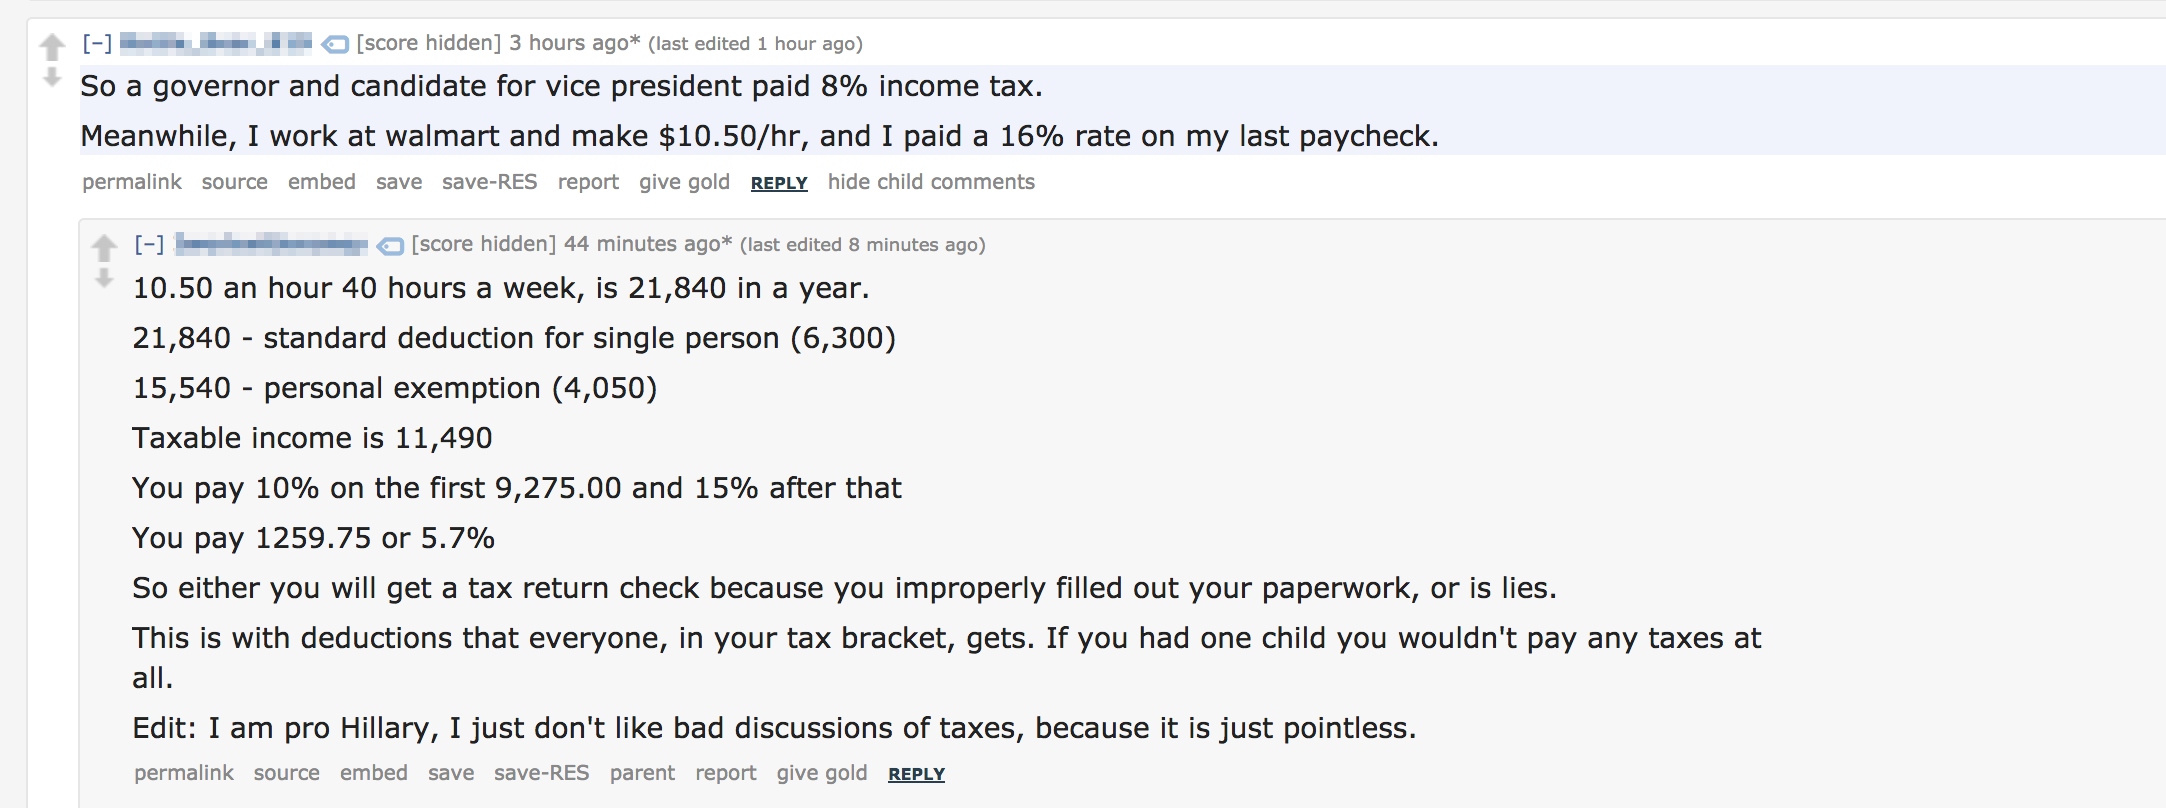 [–] [score hidden] 3 hours ago* (last edited 1 hour ago)
So a governor and candidate for vice president paid 8% income tax.
Meanwhile, I work at walmart and make $10.50/hr, and I paid a 16% rate on my last paycheck.
permalink source embed save save-RES report give gold REPLY hide child comments
[–] [score hidden] 44 minutes ago* (last edited 8 minutes ago)
10.50 an hour 40 hours a week, is 21,840 in a year.
21,840 - standard deduction for single person (6,300)
15,540 - personal exemption (4,050)
Taxable income is 11,490
You pay 10% on the first 9,275.00 and 15% after that
You pay 1259.75 or 5.7%
So either you will get a tax return check because you improperly filled out your paperwork, or is lies.
This is with deductions that everyone, in your tax bracket, gets. If you had one child you wouldn't pay any taxes at
all.
Edit: I am pro Hillary, I just don't like bad discussions of taxes, because it is just pointless.
permalink source embed save save-RES parent report give gold REPLY